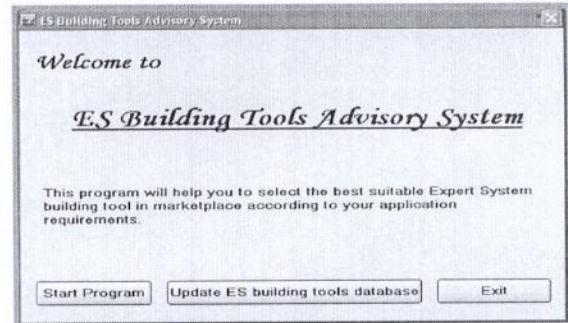 ES Building Tools Advisory System
Welcome to
ES Building Tools Advisory System
This program will help you to select the best suitable Expert System
building tool in marketplace according to your application
requirements.
Start Program
Update ES building tools database
Exit